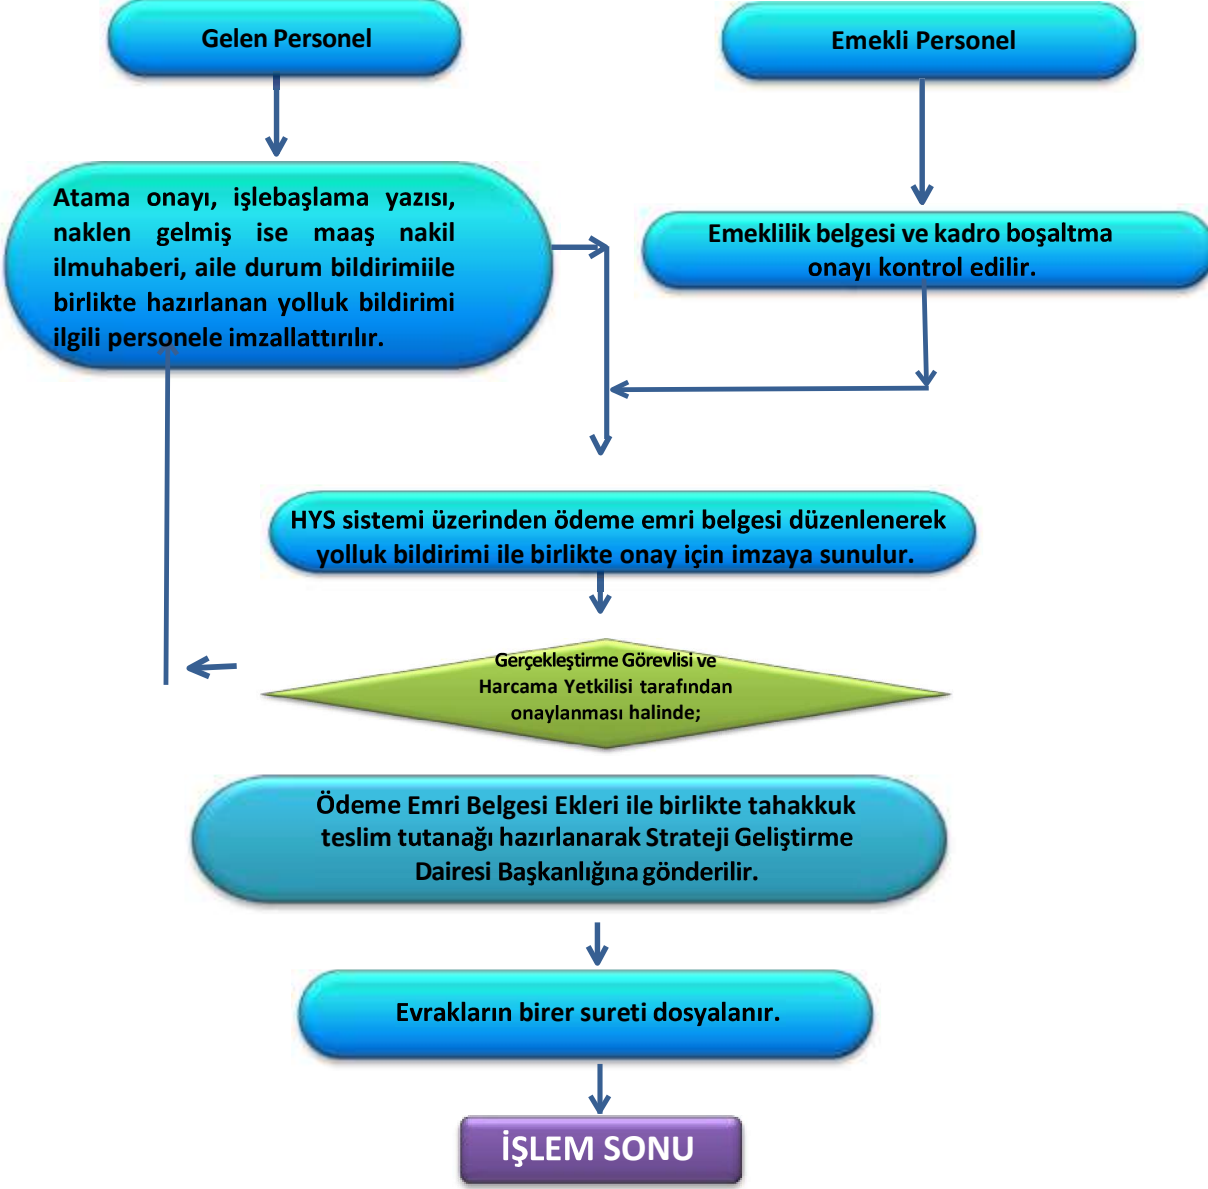 Gelen Personel
Emekli Personel
Atama onayı, işlebaşlama yazısı,
naklen gelmiş ise maaş nakil
ilmuhaberi, aile durum bildirimiile
birlikte hazırlanan yolluk bildirimi
ilgili personele imzallattırılır.
Emeklilik belgesi ve kadro boşaltma
onayı kontrol edilir.
HYS sistemi üzerinden ödeme emri belgesi düzenlenerek
yolluk bildirimi ile birlikte onay için imzaya sunulur.
Gerçekleştirme Görevlisi ve
Harcama Yetkilisi tarafından
onaylanması halinde;
Ödeme Emri Belgesi Ekleri ile birlikte tahakkuk
teslim tutanağı hazırlanarak Strateji Geliştirme
Dairesi Başkanlığına gönderilir.
Evrakların birer sureti dosyalanır.
İŞLEM SONU